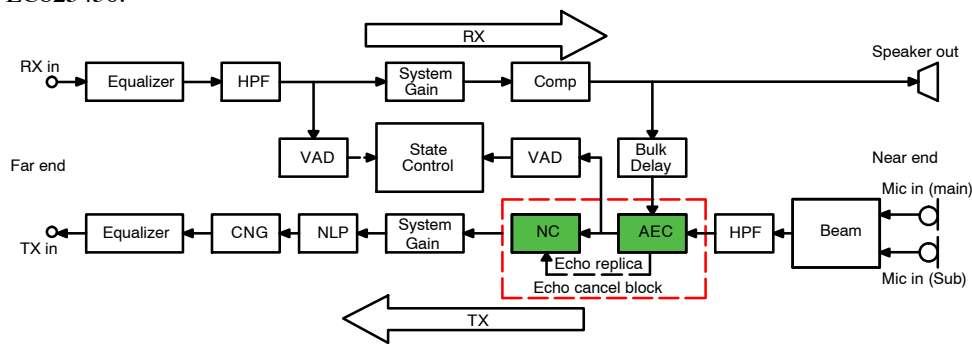 RX
Speaker out
RX in
Equalizer
HPF
System
Gain
Comp
VAD
State
Control
VAD
Bulk
Delay
Far end
Near end
Mic in (main)
TX in
Equalizer
CNG
NLP
System
Gain
NC
AEC
HPF
Beam
Echo replica
Echo cancel block
Mic in (Sub)
TX